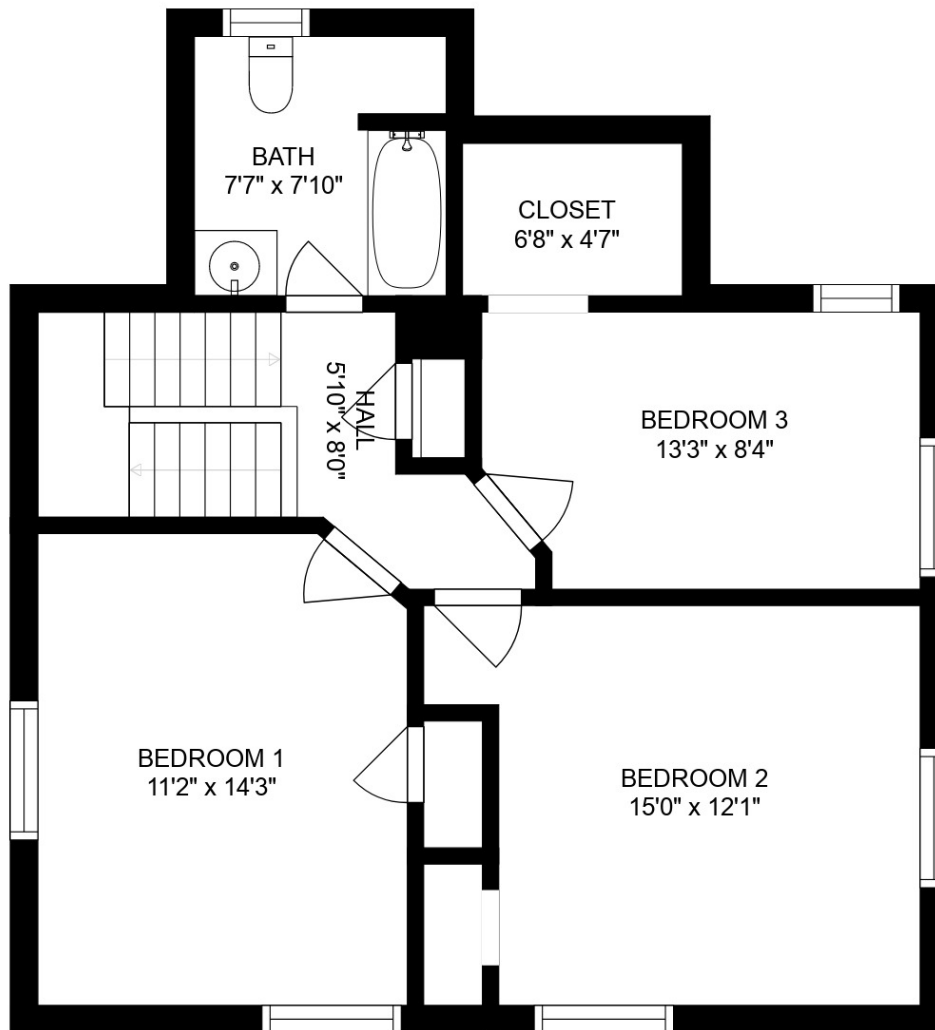 BATH
7'7" x 7'10"
CLOSET
6'8" x 4'7"
HALL
5'10" x 8'0"
BEDROOM 3
13'3" x 8'4"
BEDROOM 1
11'2" x 14'3"
BEDROOM 2
15'0" x 12'1"